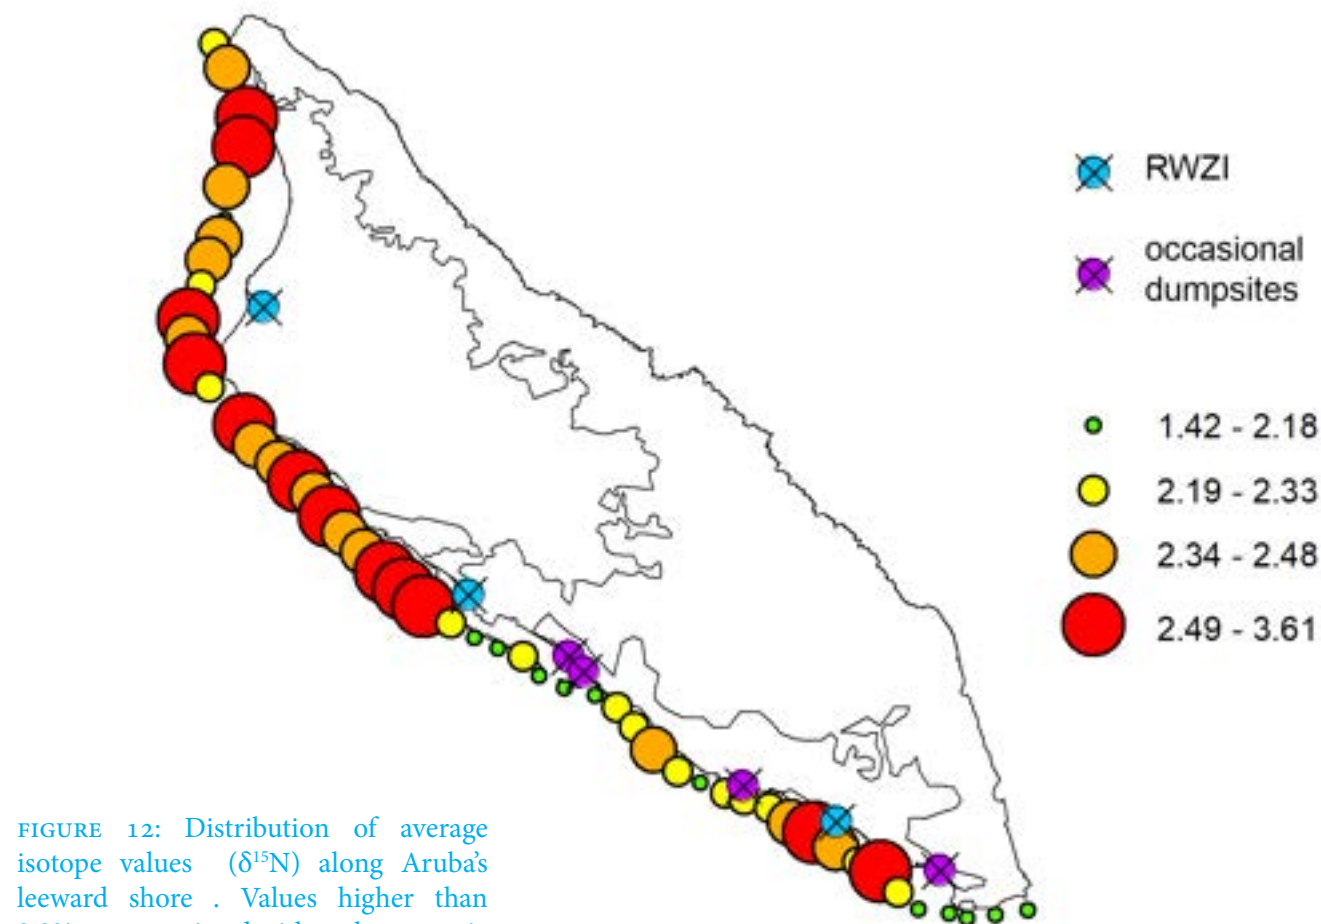 RWZI
occasional
dumpsites
1.42 - 2.18
2.19 - 2.33
2.34 - 2.48
2.49 - 3.61
FIGURE 12: Distribution of average
isotope values (δ¹⁵N) along Aruba's
leeward shore . Values higher than